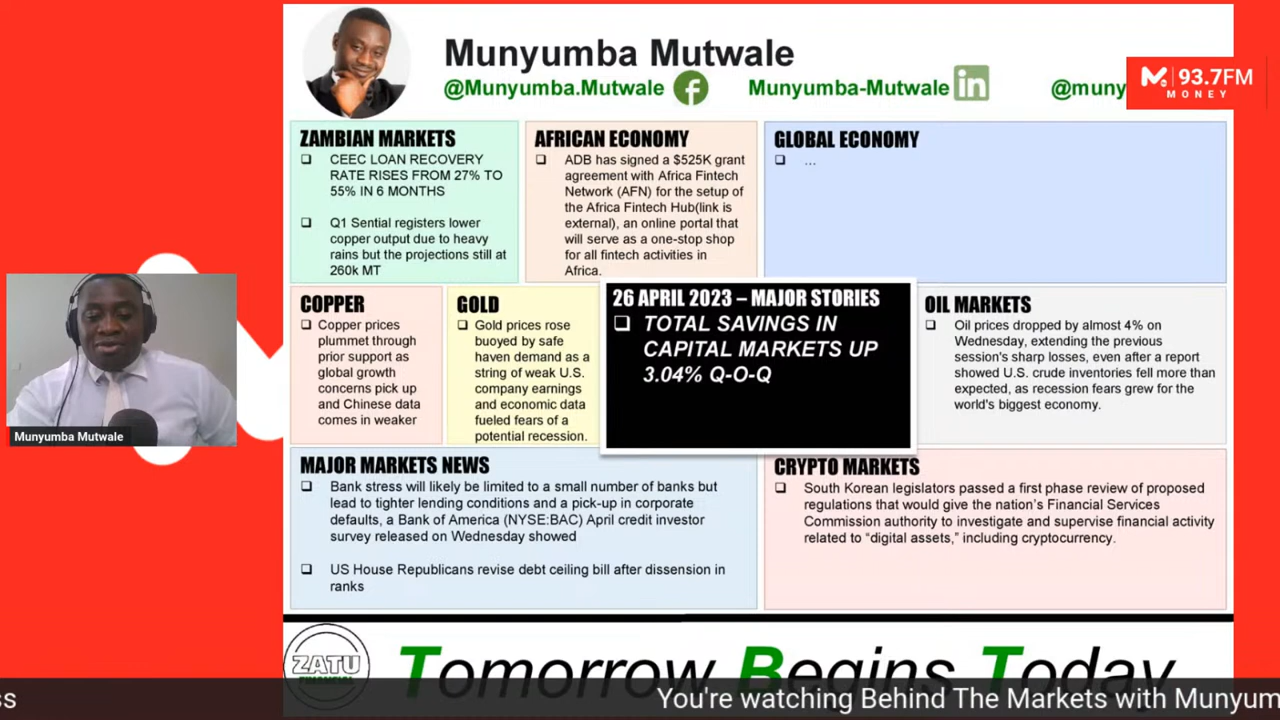 Munyumba Mutwale
@Munyumba.Mutwale
Munyumba-Mutwale
in
@muny
93.7FM
MONEY
ZAMBIAN MARKETS
CEEC LOAN RECOVERY
RATE RISES FROM 27% TO
55% IN 6 MONTHS
Q1 Sential registers lower
copper output due to heavy
rains but the projections still at
260k MT
AFRICAN ECONOMY
ADB has signed a $525K grant
agreement with Africa Fintech
Network (AFN) for the setup of
the Africa Fintech Hub(link is
external), an online portal that
will serve as a one-stop shop
for all fintech activities in
Africa.
GLOBAL ECONOMY
...
COPPER
Copper prices
plummet through
prior support as
global growth
concerns pick up
and Chinese data
comes in weaker
GOLD
Gold prices rose
buoyed by safe
haven demand as a
string of weak U.S.
company earnings
and economic data
fueled fears of a
potential recession.
26 APRIL 2023 – MAJOR STORIES
TOTAL SAVINGS IN
CAPITAL MARKETS UP
3.04% Q-O-Q
OIL MARKETS
Oil prices dropped by almost 4% on
Wednesday, extending the previous
session's sharp losses, even after a report
showed U.S. crude inventories fell more than
expected, as recession fears grew for the
world's biggest economy.
Munyumba Mutwale
MAJOR MARKETS NEWS
Bank stress will likely be limited to a small number of banks but
lead to tighter lending conditions and a pick-up in corporate
defaults, a Bank of America (NYSE:BAC) April credit investor
survey released on Wednesday showed
US House Republicans revise debt ceiling bill after dissension in
ranks
CRYPTO MARKETS
South Korean legislators passed a first phase review of proposed
regulations that would give the nation's Financial Services
Commission authority to investigate and supervise financial activity
related to “digital assets,” including cryptocurrency.
ZATU
FINANCIAL
Tomorrow Begins Today
ss
You're watching Behind The Markets with Munyum